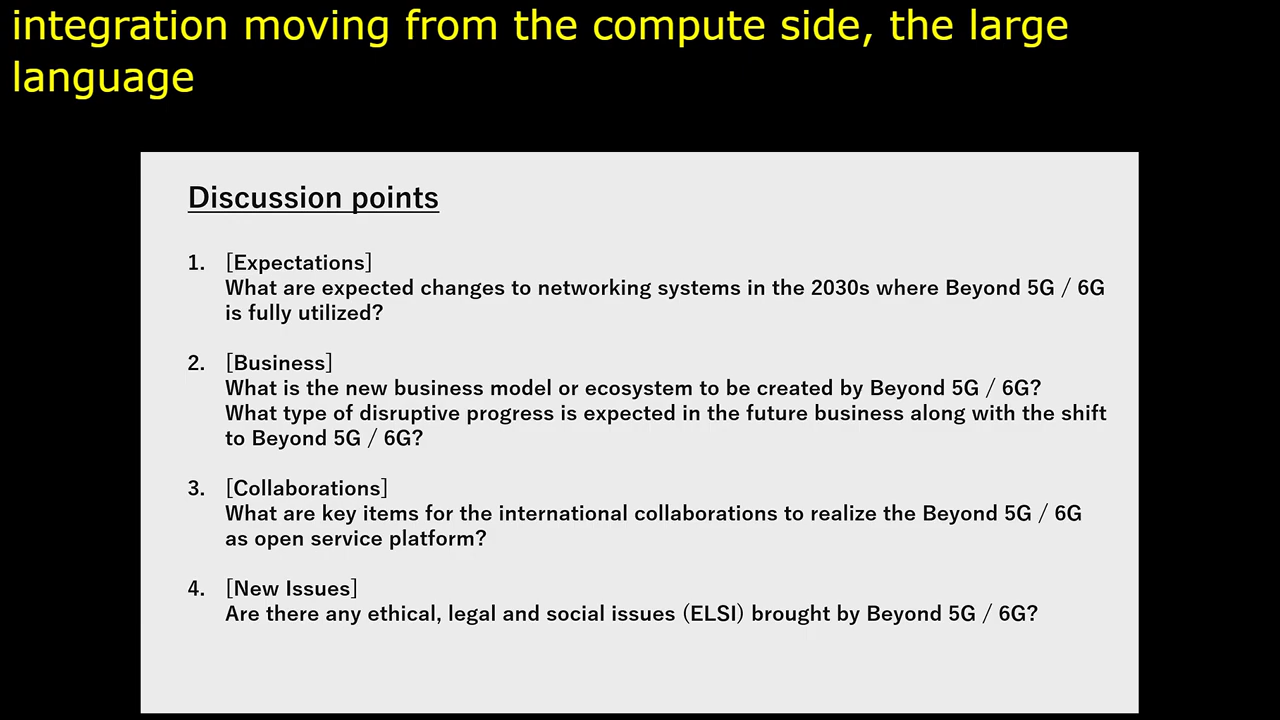 integration moving from the compute side, the large
language
Discussion points
1. [Expectations]
What are expected changes to networking systems in the 2030s where Beyond 5G / 6G
is fully utilized?
2. [Business]
What is the new business model or ecosystem to be created by Beyond 5G / 6G?
What type of disruptive progress is expected in the future business along with the shift
to Beyond 5G / 6G?
3. [Collaborations]
What are key items for the international collaborations to realize the Beyond 5G / 6G
as open service platform?
4. [New Issues]
Are there any ethical, legal and social issues (ELSI) brought by Beyond 5G / 6G?